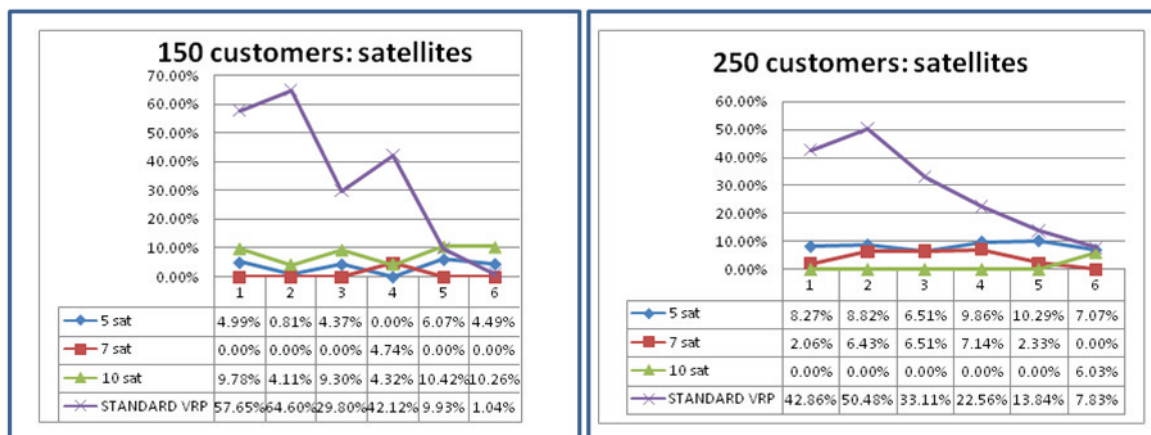 150 customers: satellites
70.00%
60.00%
50.00%
40.00%
30.00%
20.00%
10.00%
0.00%
1 2 3 4 5 6
5 sat 4.99% 0.81% 4.37% 0.00% 6.07% 4.49%
7 sat 0.00% 0.00% 0.00% 4.74% 0.00% 0.00%
10 sat 9.78% 4.11% 9.30% 4.32% 10.42% 10.26%
STANDARD VRP 57.65% 64.60% 29.80% 42.12% 9.93% 1.04%
250 customers: satellites
60.00%
50.00%
40.00%
30.00%
20.00%
10.00%
0.00%
1 2 3 4 5 6
5 sat 8.27% 8.82% 6.51% 9.86% 10.29% 7.07%
7 sat 2.06% 6.43% 6.51% 7.14% 2.33% 0.00%
10 sat 0.00% 0.00% 0.00% 0.00% 0.00% 6.03%
STANDARD VRP 42.86% 50.48% 33.11% 22.56% 13.84% 7.83%